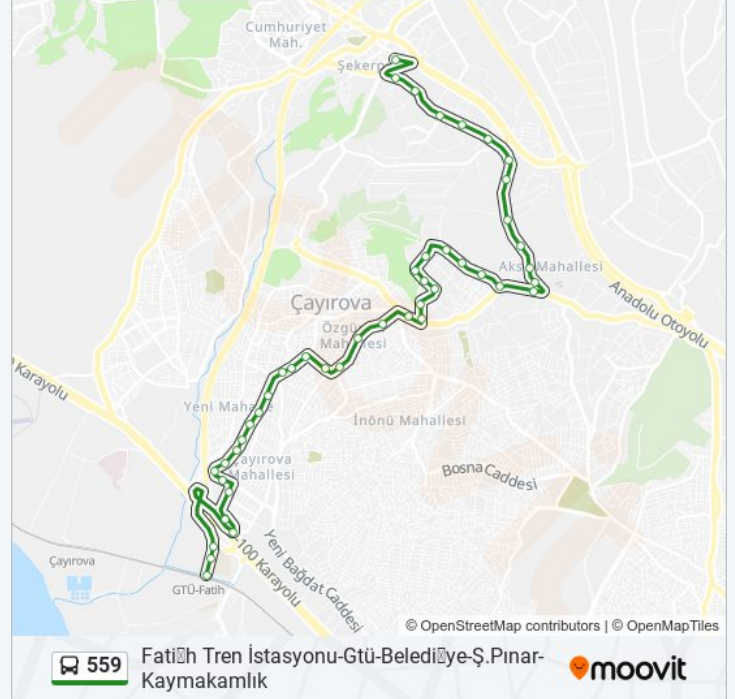 Cumhuriyet
Mah.
Şekerp
Akse Mahallesi
Anadolu Otoyolu
Çayırova
Özgür
Mahallesi
Karayolu
Yeni Mahalle
İnönü Mahallesi
Çayırova
Mahallesi
Bosna Caddesi
-100 Karayolu
Yeni Bağdat Caddesi
Çayırova
GTÜ-Fatih
© OpenStreetMap contributors | © OpenMapTiles
559
Fati▯h Tren İstasyonu-Gtü-Beledi▯ye-Ş.Pınar-
Kaymakamlık
moovit